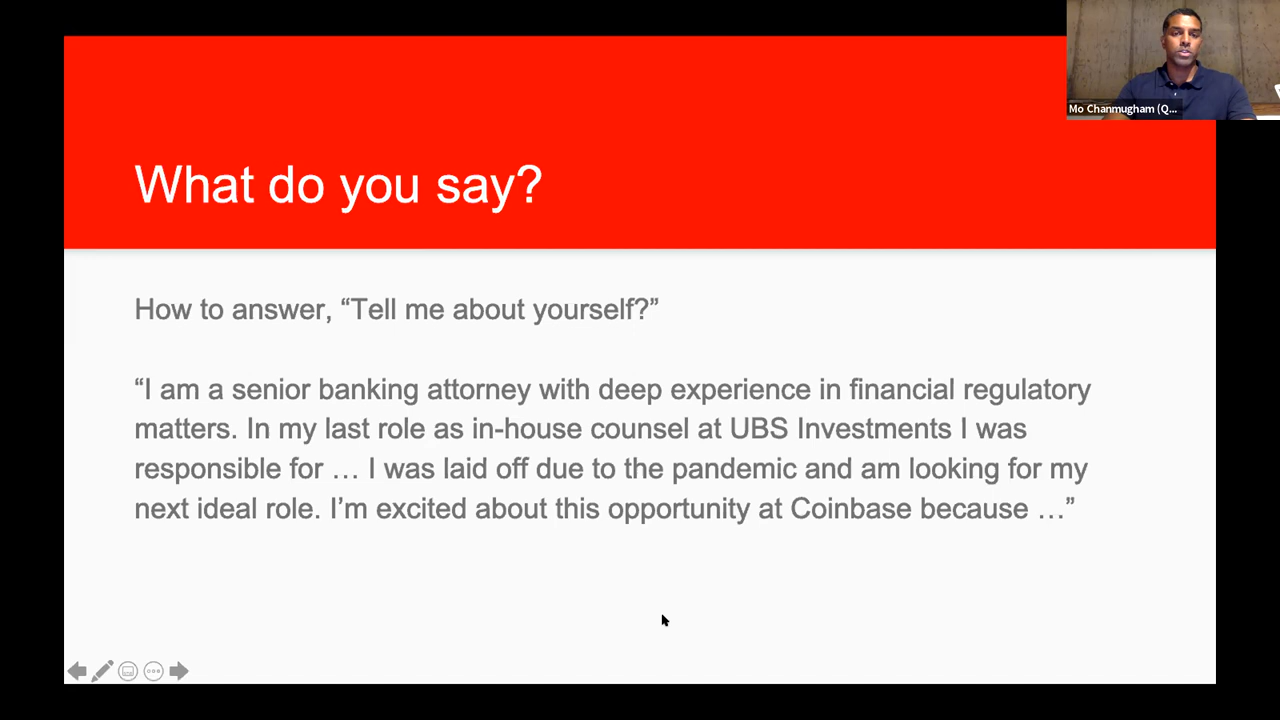 Mo Chanmugham (Q...
What do you say?
How to answer, “Tell me about yourself?”
“I am a senior banking attorney with deep experience in financial regulatory
matters. In my last role as in-house counsel at UBS Investments I was
responsible for … I was laid off due to the pandemic and am looking for my
next ideal role. I’m excited about this opportunity at Coinbase because …”